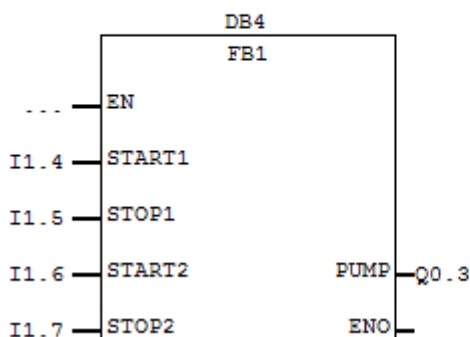 DB4
FB1
... EN
I1.4 START1
I1.5 STOP1
I1.6 START2 PUMP Q0.3
I1.7 STOP2 ENO